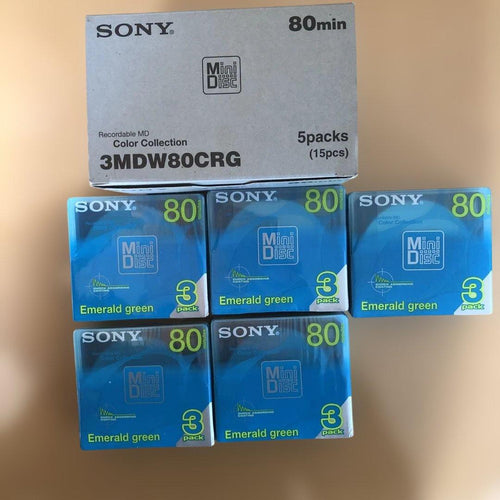 SONY® 80min
Mini
Disc
Recordable MD
Color Collection
3MDW80CRG
5packs
(15pcs)
SONY 80
Mini
Disc
Emerald green
3
pack
SONY 80
Mini
Disc
Emerald green
3
pack
SONY 80
Color Collection
Mini
Disc
Emerald green
3
pack
SONY 80
Mini
Disc
Emerald green
3
pack
SONY 80
Mini
Disc
Emerald green
3
pack